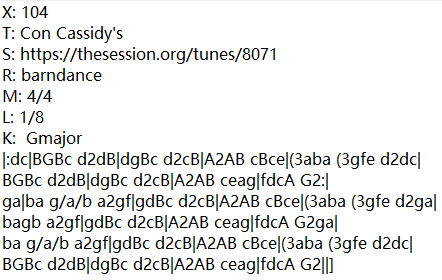 X: 104
T: Con Cassidy's
S: https://thesession.org/tunes/8071
R: barndance
M: 4/4
L: 1/8
K:  Gmajor
|:dc|BGBc d2dB|dgBc d2cB|A2AB cBce|(3aba (3gfe d2dc|
BGBc d2dB|dgBc d2cB|A2AB ceag|fdcA G2:|
ga|ba g/a/b a2gf|gdBc d2cB|A2AB cBce|(3aba (3gfe d2ga|
bagb a2gf|gdBc d2cB|A2AB ceag|fdcA G2ga|
ba g/a/b a2gf|gdBc d2cB|A2AB cBce|(3aba (3gfe d2dc|
BGBc d2dB|dgBc d2cB|A2AB ceag|fdcA G2||]